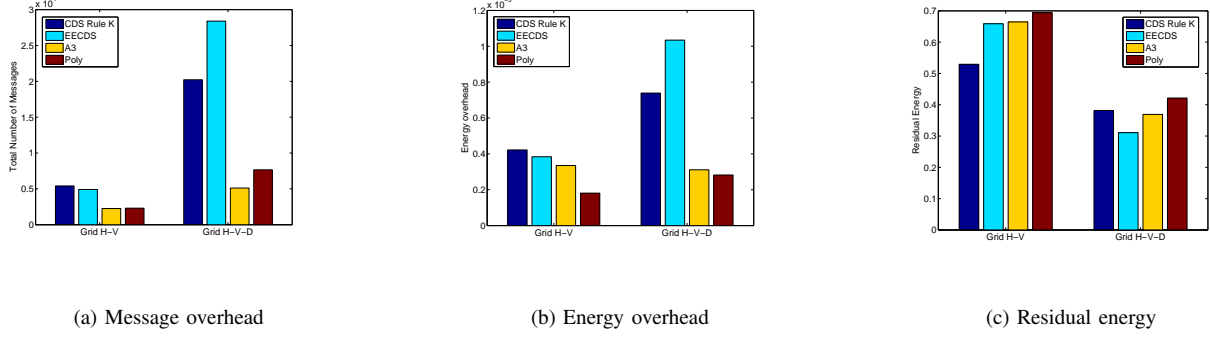 3 x 10
2.5
2
1.5
1
0.5
0
Total Number of Messages
CDS Rule K
EECDS
A3
Poly
Grid H−V
Grid H−V−D
(a) Message overhead
1.2 x 10
1
0.8
0.6
0.4
0.2
0
Energy overhead
CDS Rule K
EECDS
A3
Poly
Grid H−V
Grid H−V−D
(b) Energy overhead
0.7
0.6
0.5
0.4
0.3
0.2
0.1
0
Residual Energy
CDS Rule K
EECDS
A3
Poly
Grid H−V
Grid H−V−D
(c) Residual energy